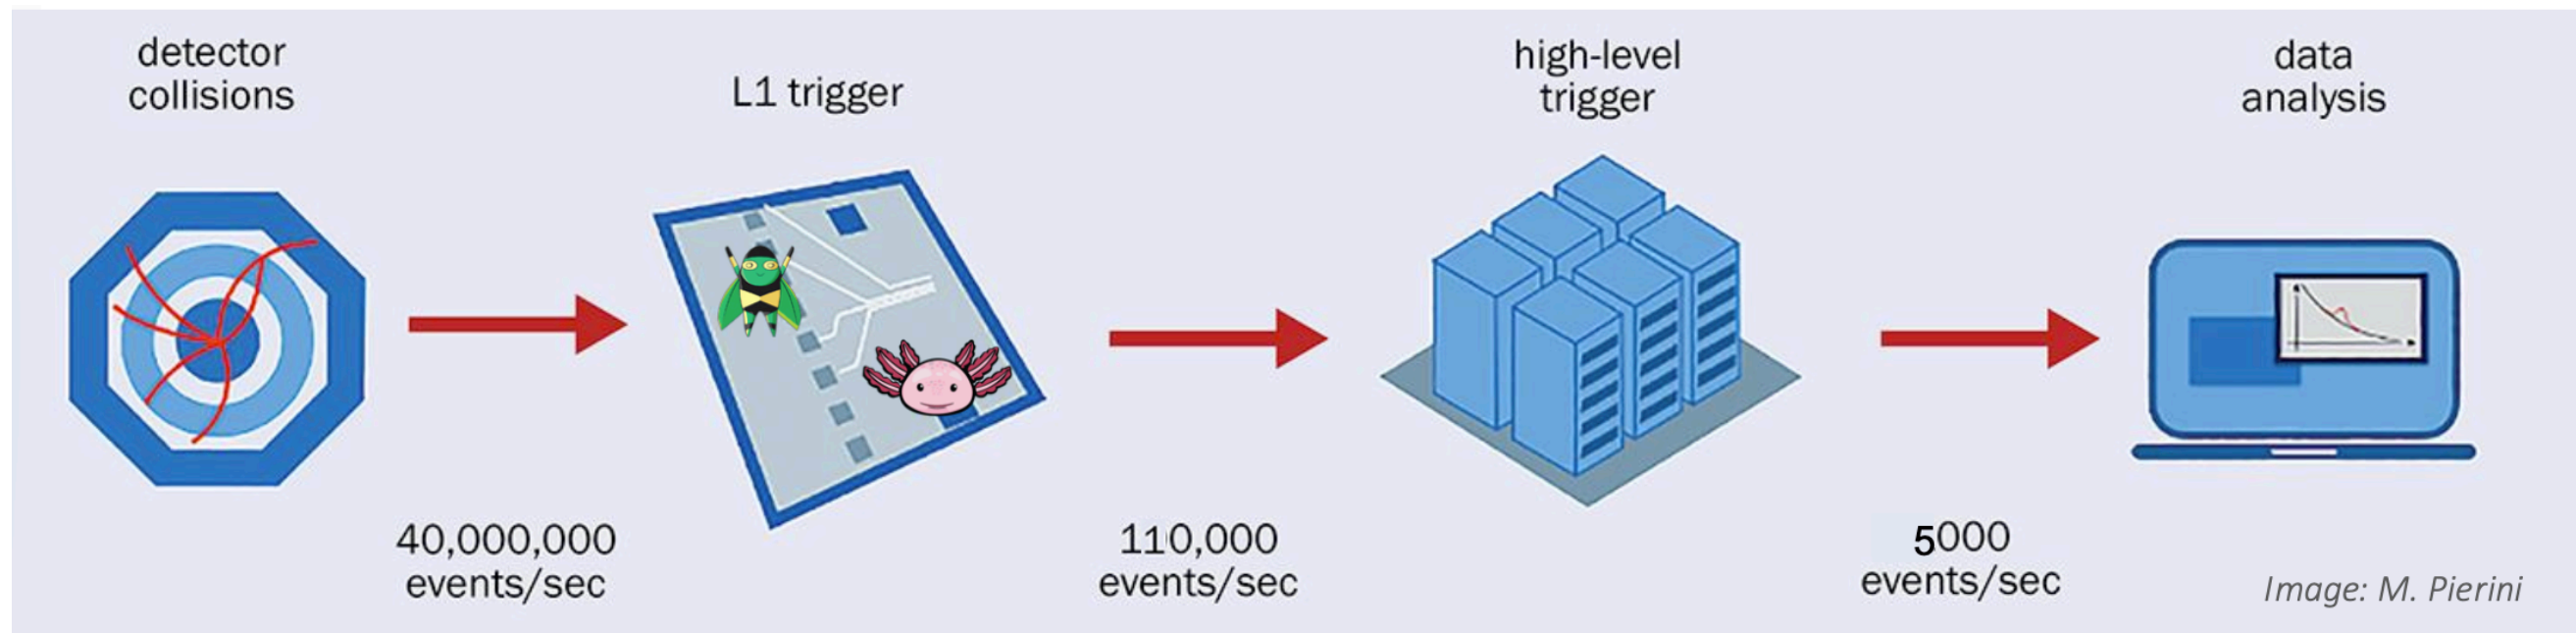 detector
collisions
L1 trigger
high-level
trigger
data
analysis
40,000,000
events/sec
110,000
events/sec
5000
events/sec
Image: M. Pierini